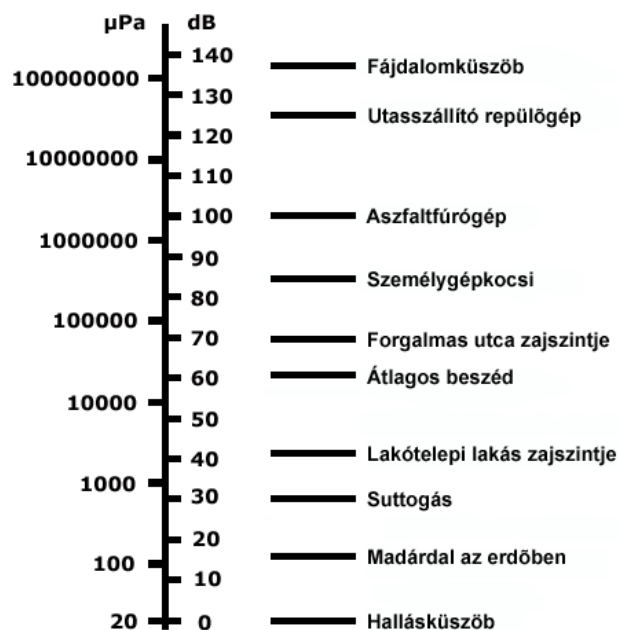 µPa dB
140 Fájdalomküszöb
100000000
130
Utasszállító repülõgép
120
10000000
110
100 Aszfaltfúrógép
1000000
90
Személygépkocsi
80
100000
70 Forgalmas utca zajszintje
60 Átlagos beszéd
10000
50
40 Lakótelepi lakás zajszintje
1000
30 Suttogás
20
Madárdal az erdõben
100
10
20 0 Hallásküszöb